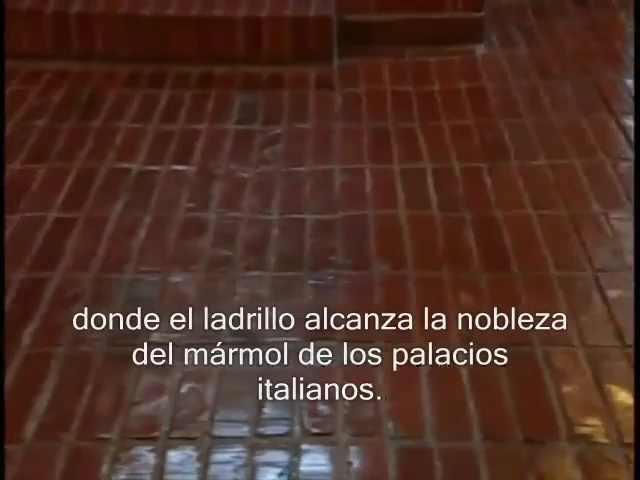 donde el ladrillo alcanza la nobleza
del mármol de los palacios
italianos.